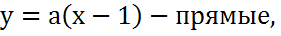 y = a(x − 1) − прямые,